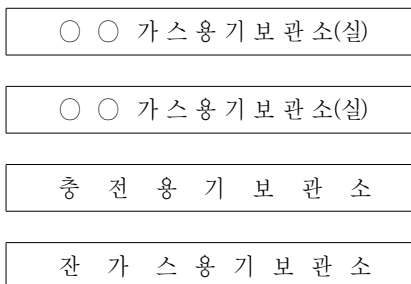 ○ ○ 가 스 용 기 보 관 소(실)
○ ○ 가 스 용 기 보 관 소(실)
충 전 용 기 보 관 소
잔 가 스 용 기 보 관 소